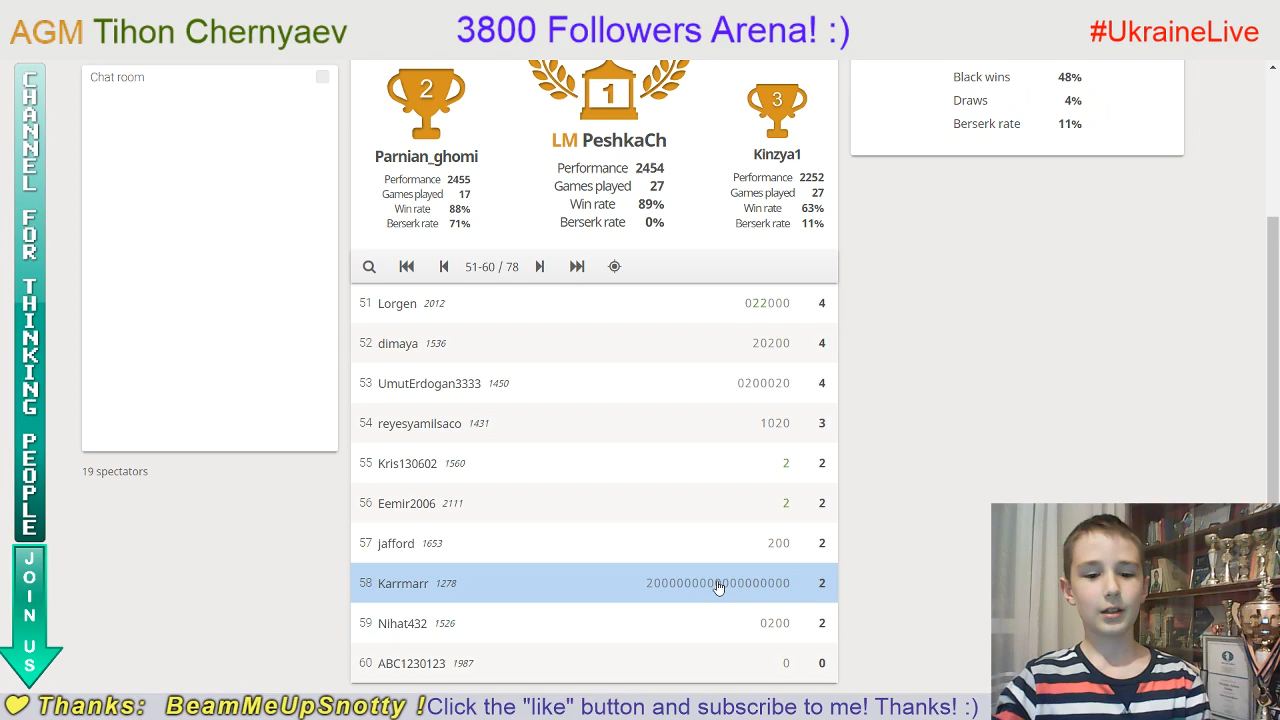 AGM Tihon Chernyaev
3800 Followers Arena! :)
#UkraineLive
CHANNEL FOR THINKING PEOPLE
JOIN US
Chat room
19 spectators
2
1
3
Parnian_ghomi
Performance 2455
Games played 17
Win rate 88%
Berserk rate 71%
LM PeshkaCh
Performance 2454
Games played 27
Win rate 89%
Berserk rate 0%
Kinzya1
Performance 2252
Games played 27
Win rate 63%
Berserk rate 11%
Black wins 48%
Draws 4%
Berserk rate 11%
51-60 / 78
51 Lorgen 2012 022000 4
52 dimaya 1536 20200 4
53 UmutErdogan3333 1450 0200020 4
54 reyesyamilsaco 1431 1020 3
55 Kris130602 1560 2 2
56 Eemir2006 2111 2 2
57 jafford 1653 200 2
58 Karrmarr 1278 2
59 Nihat432 1526 0200 2
60 ABC1230123 1987 0 0
Thanks: BeamMeUpSnotty !Click the "like" button and subscribe to me! Thanks! :)